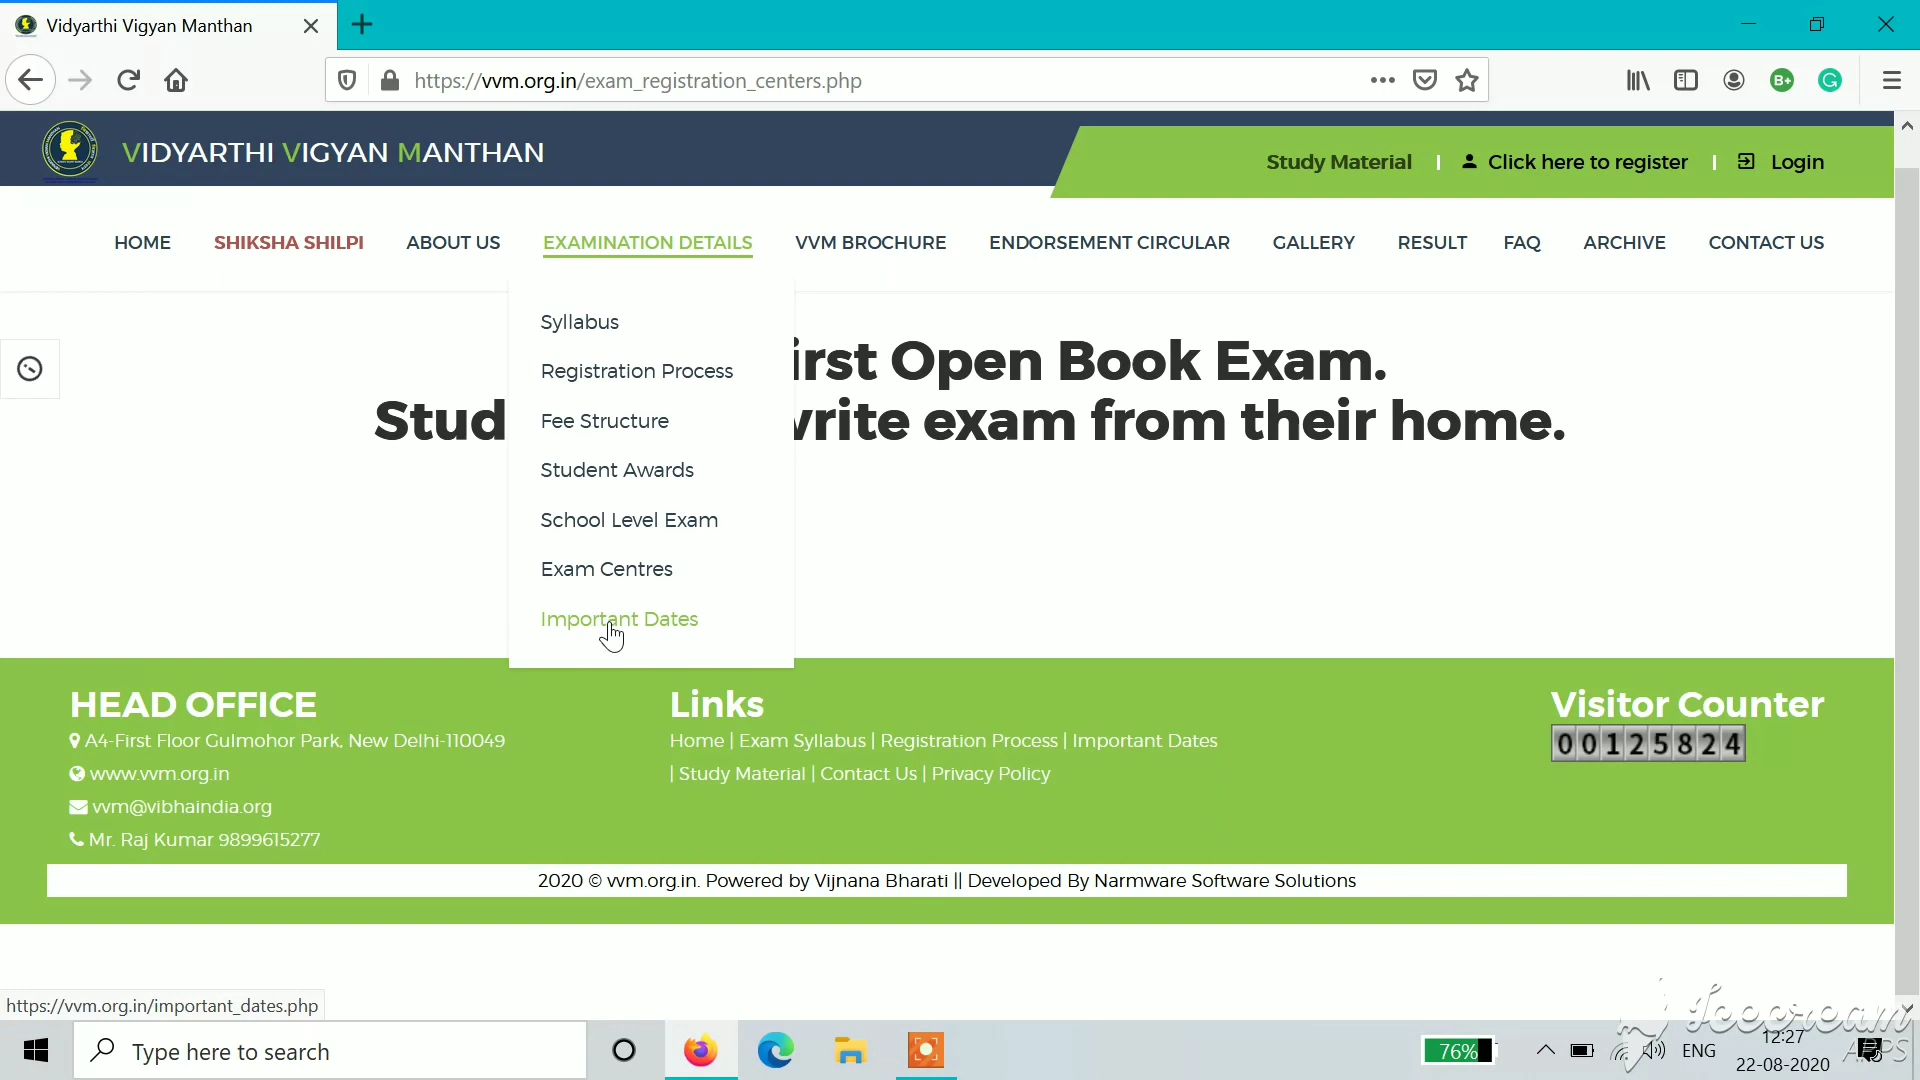 Vidyarthi Vigyan Manthan
https://vvm.org.in/exam_registration_centers.php
VIDYARTHI VIGYAN MANTHAN
Study Material | Click here to register | Login
HOME SHIKSHA SHILPI ABOUT US EXAMINATION DETAILS VVM BROCHURE ENDORSEMENT CIRCULAR GALLERY RESULT FAQ ARCHIVE CONTACT US
Syllabus
Registration Process
Fee Structure
Student Awards
School Level Exam
Exam Centres
Important Dates
irst Open Book Exam.
Stud write exam from their home.
HEAD OFFICE
A4-First Floor Gulmohor Park, New Delhi-110049
www.vvm.org.in
vvm@vibhaindia.org
Mr. Raj Kumar 9899615277
Links
Home | Exam Syllabus | Registration Process | Important Dates
| Study Material | Contact Us | Privacy Policy
Visitor Counter
00125824
2020 © vvm.org.in. Powered by Vijnana Bharati || Developed By Narmware Software Solutions
https://vvm.org.in/important_dates.php
Type here to search
76%
ENG
12:27
22-08-2020
Icecream
APPS